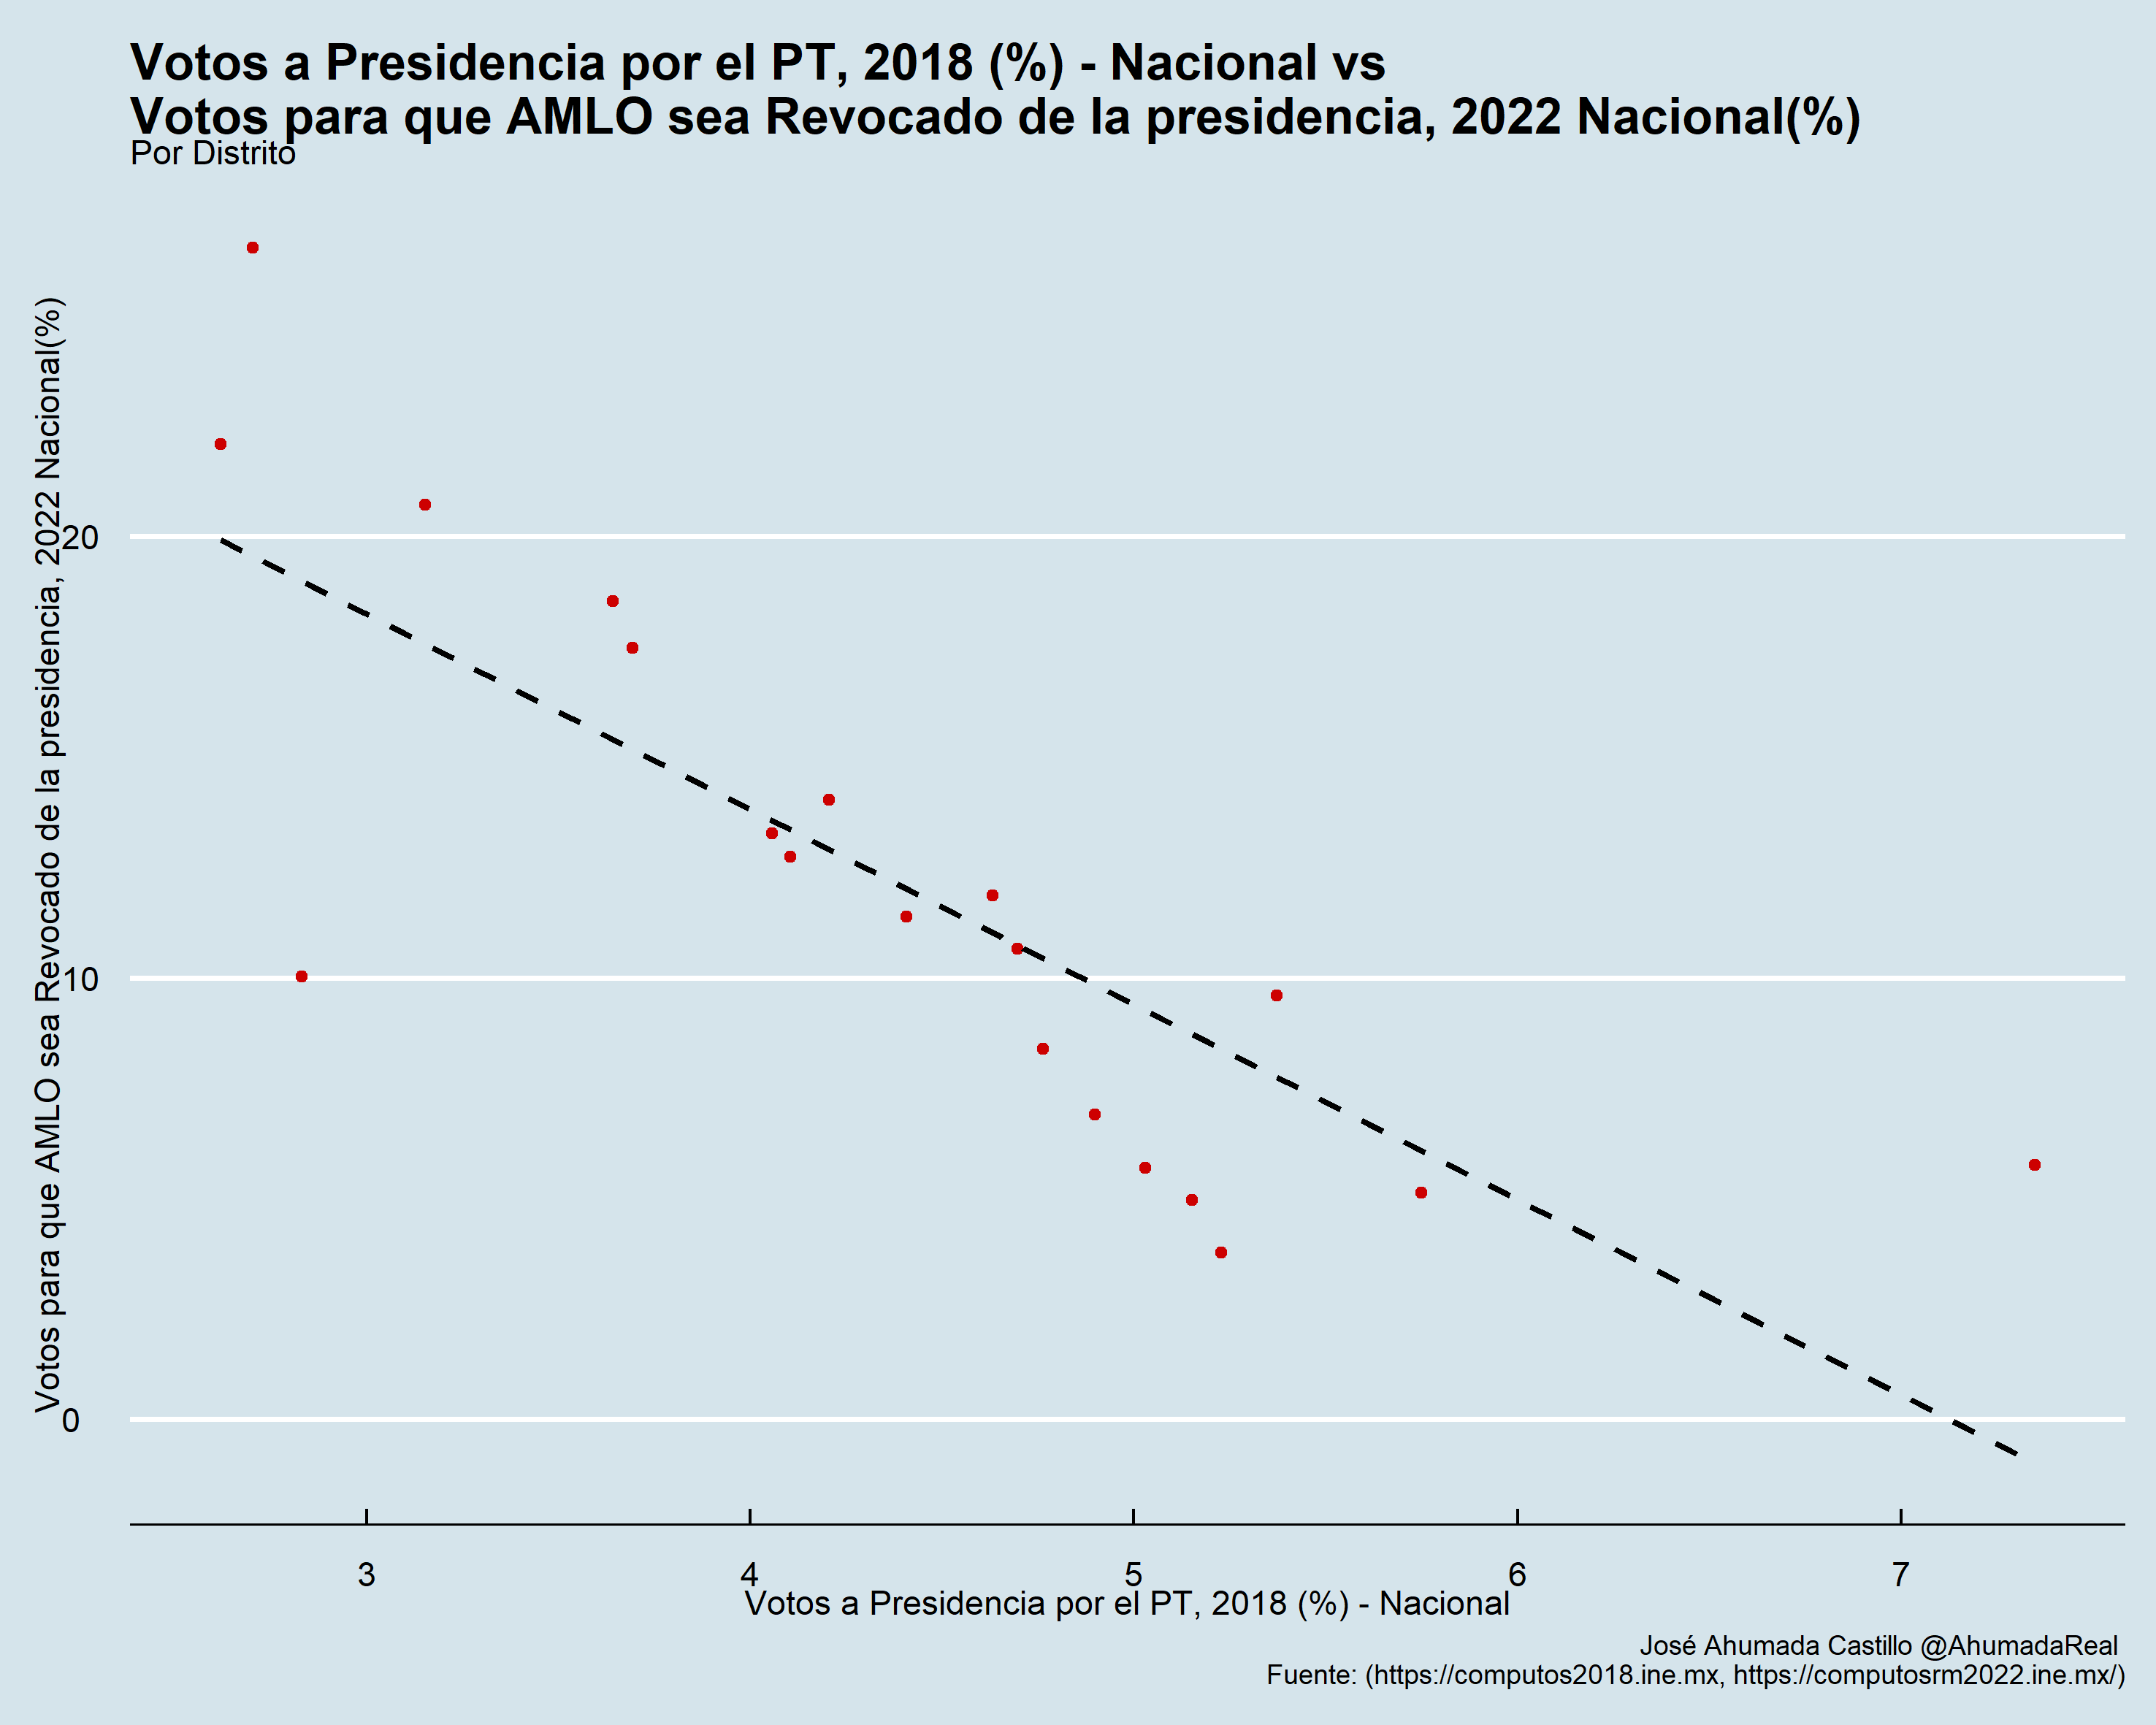 Votos a Presidencia por el PT, 2018 (%) - Nacional vs
Votos para que AMLO sea Revocado de la presidencia, 2022 Nacional(%)
Por Distrito
Votos para que AMLO sea Revocado de la presidencia, 2022 Nacional(%)
20
10
0
3 4 5 6 7
Votos a Presidencia por el PT, 2018 (%) - Nacional
José Ahumada Castillo @AhumadaReal
Fuente: (https://computos2018.ine.mx, https://computosrm2022.ine.mx/)